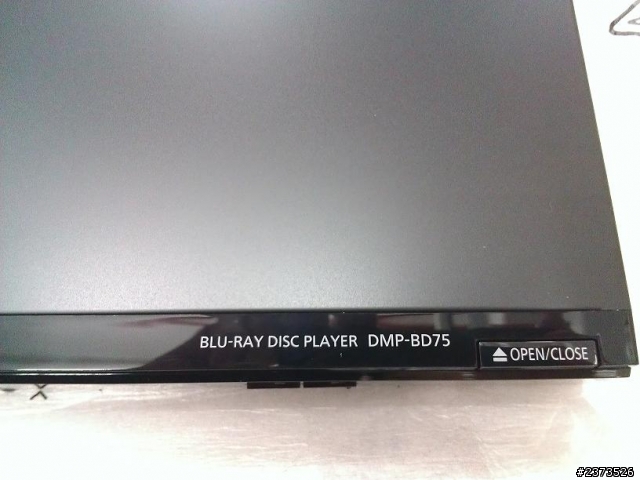 BLU-RAY DISC PLAYER DMP-BD75
⏏OPEN/CLOSE
#2373526